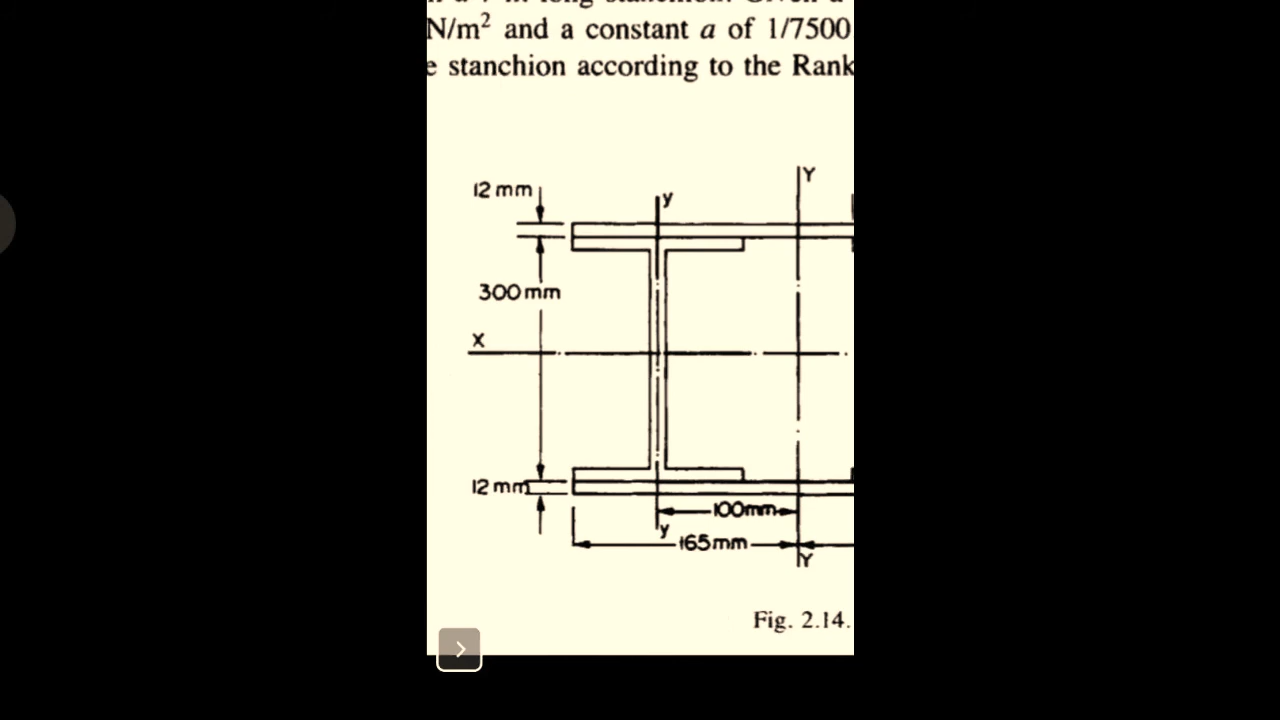 N/m² and a constant a of 1/7500
e stanchion according to the Rank
12 mm
Y
y
300 mm
X
12 mm
100mm
y
165mm
Y
Fig. 2.14.